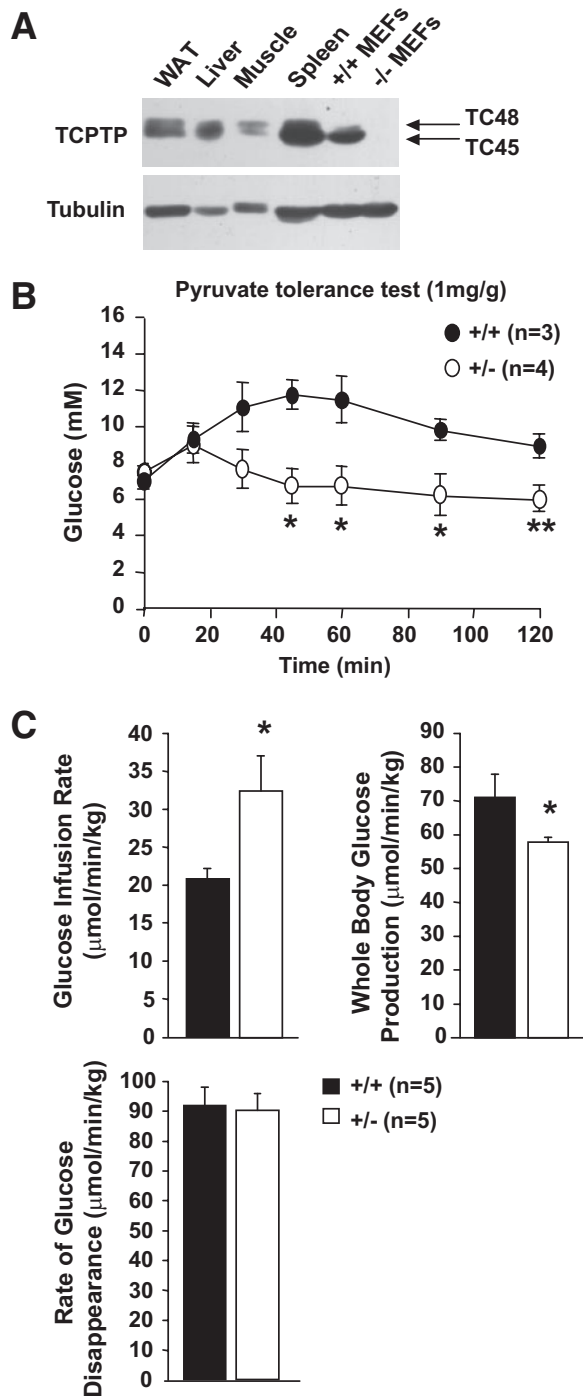 A
WAT
Liver
Muscle
Spleen
+/+ MEFs
-/- MEFs
TCPTP
TC48
TC45
Tubulin
B
Pyruvate tolerance test (1mg/g)
Glucose (mM)
16
14
12
10
8
6
4
2
0
+/+ (n=3)
+/- (n=4)
*
*
*
**
0
20
40
60
80
100
120
Time (min)
C
Glucose Infusion Rate
(μmol/min/kg)
40
35
30
25
20
15
10
5
0
*
Whole Body Glucose
Production (μmol/min/kg)
90
80
70
60
50
40
30
20
10
0
*
Rate of Glucose
Disappearance (μmol/min/kg)
100
90
80
70
60
50
40
30
20
10
0
+/+ (n=5)
+/- (n=5)